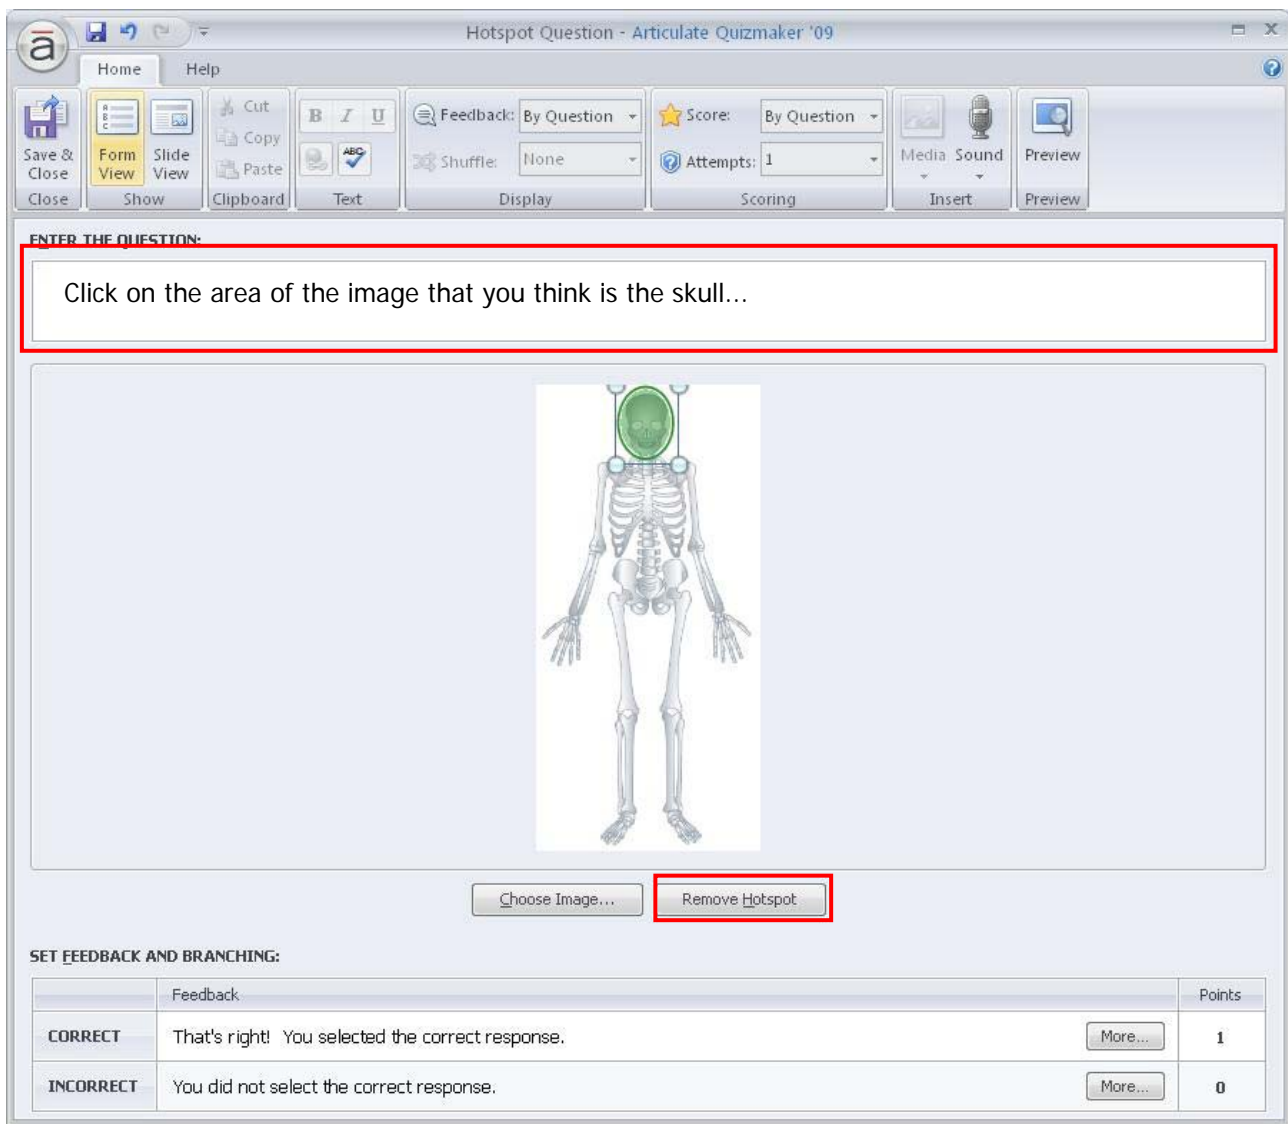 Hotspot Question - Articulate Quizmaker '09
Home Help
Save & Close
Form View
Slide View
Cut
Copy
Paste
B I U
ABC
Feedback: By Question
Shuffle: None
Score: By Question
Attempts: 1
Media
Sound
Preview
Close
Show
Clipboard
Text
Display
Scoring
Insert
Preview
ENTER THE QUESTION:
Click on the area of the image that you think is the skull...
Choose Image...
Remove Hotspot
SET FEEDBACK AND BRANCHING:
Feedback Points
CORRECT That's right! You selected the correct response. More... 1
INCORRECT You did not select the correct response. More... 0